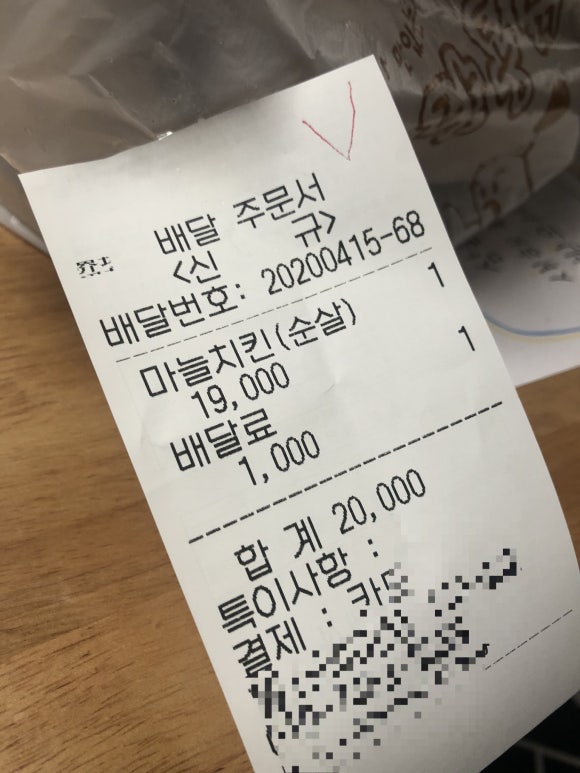 배달 주문서
<신 규>
배달번호: 20200415-68
마늘치킨(순살) 1
19,000
배달료 1
1,000
합 계 20,000
특이사항 :
결제 :